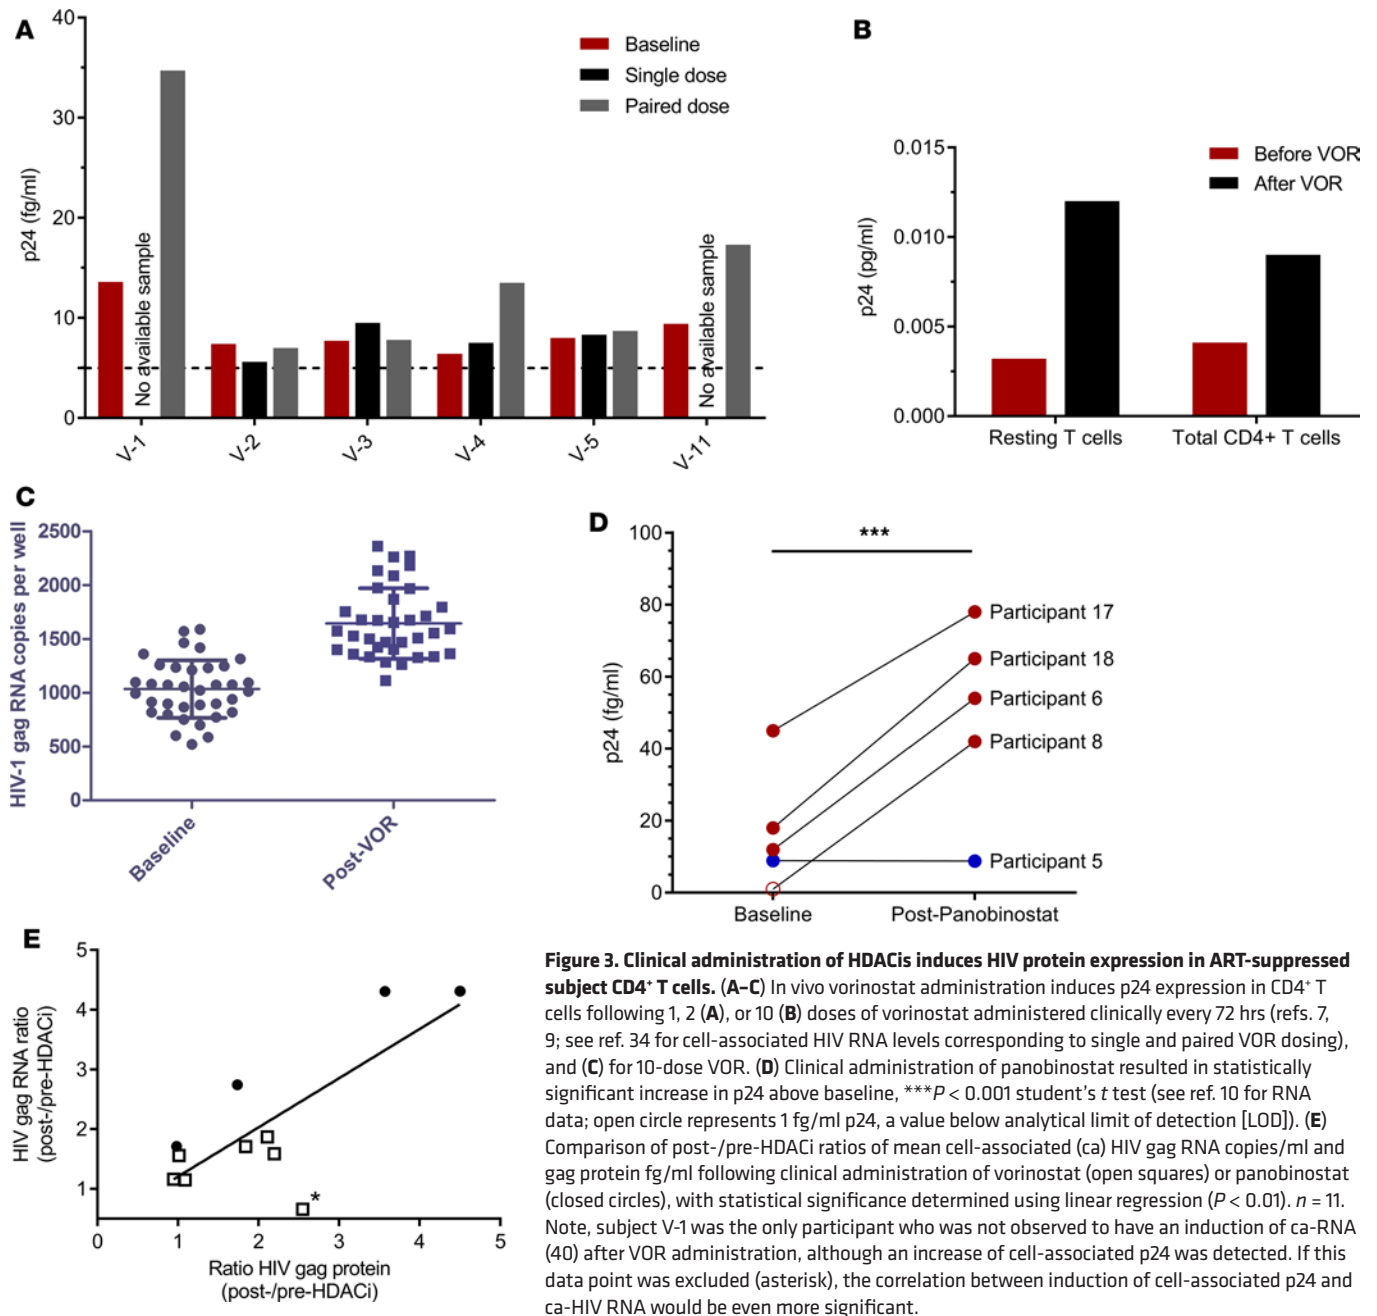 A
40
30
20
10
0
p24 (fg/ml)
Baseline
Single dose
Paired dose
No available sample
No available sample
V-1
V-2
V-3
V-4
V-5
V-11
B
0.015
0.010
0.005
0.000
p24 (pg/ml)
Before VOR
After VOR
Resting T cells
Total CD4+ T cells
C
2500
2000
1500
1000
500
0
HIV-1 gag RNA copies per well
Baseline
Post-VOR
D
100
80
60
40
20
0
p24 (fg/ml)
***
Participant 17
Participant 18
Participant 6
Participant 8
Participant 5
Baseline
Post-Panobinostat
E
5
4
3
2
1
HIV gag RNA ratio
(post-/pre-HDACi)
*
0
1
2
3
4
5
Ratio HIV gag protein
(post-/pre-HDACi)
Figure 3. Clinical administration of HDACis induces HIV protein expression in ART-suppressed
subject CD4⁺ T cells. (A–C) In vivo vorinostat administration induces p24 expression in CD4⁺ T
cells following 1, 2 (A), or 10 (B) doses of vorinostat administered clinically every 72 hrs (refs. 7,
9; see ref. 34 for cell-associated HIV RNA levels corresponding to single and paired VOR dosing),
and (C) for 10-dose VOR. (D) Clinical administration of panobinostat resulted in statistically
significant increase in p24 above baseline, ***P < 0.001 student's t test (see ref. 10 for RNA
data; open circle represents 1 fg/ml p24, a value below analytical limit of detection [LOD]). (E)
Comparison of post-/pre-HDACi ratios of mean cell-associated (ca) HIV gag RNA copies/ml and
gag protein fg/ml following clinical administration of vorinostat (open squares) or panobinostat
(closed circles), with statistical significance determined using linear regression (P < 0.01). n = 11.
Note, subject V-1 was the only participant who was not observed to have an induction of ca-RNA
(40) after VOR administration, although an increase of cell-associated p24 was detected. If this
data point was excluded (asterisk), the correlation between induction of cell-associated p24 and
ca-HIV RNA would be even more significant.